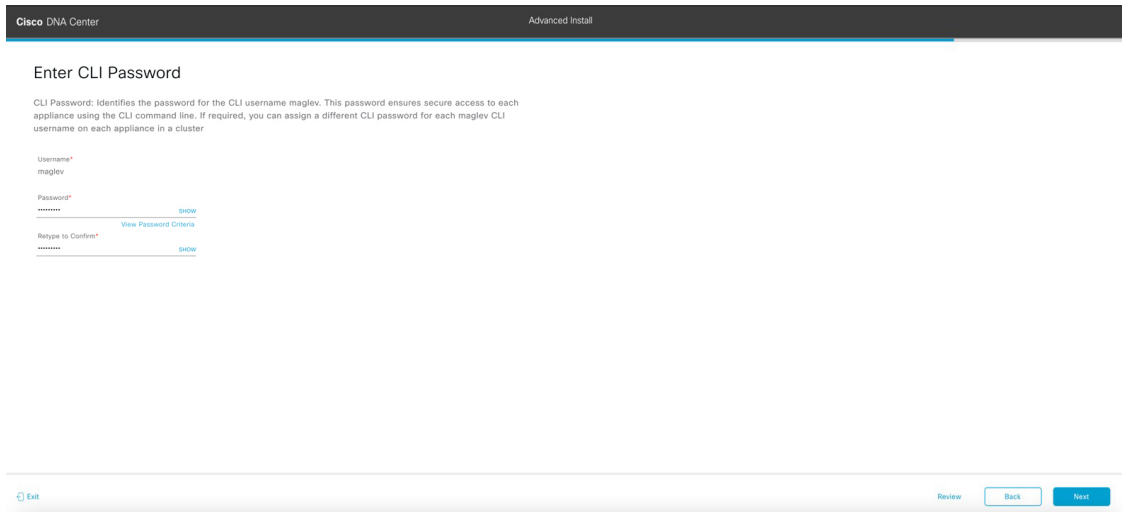 Cisco DNA Center
Advanced Install
Enter CLI Password
CLI Password: Identifies the password for the CLI username maglev. This password ensures secure access to each
appliance using the CLI command line. If required, you can assign a different CLI password for each maglev CLI
username on each appliance in a cluster
Username*
maglev
Password*
••••••••• SHOW
View Password Criteria
Retype to Confirm*
••••••••• SHOW
Exit
Review
Back
Next